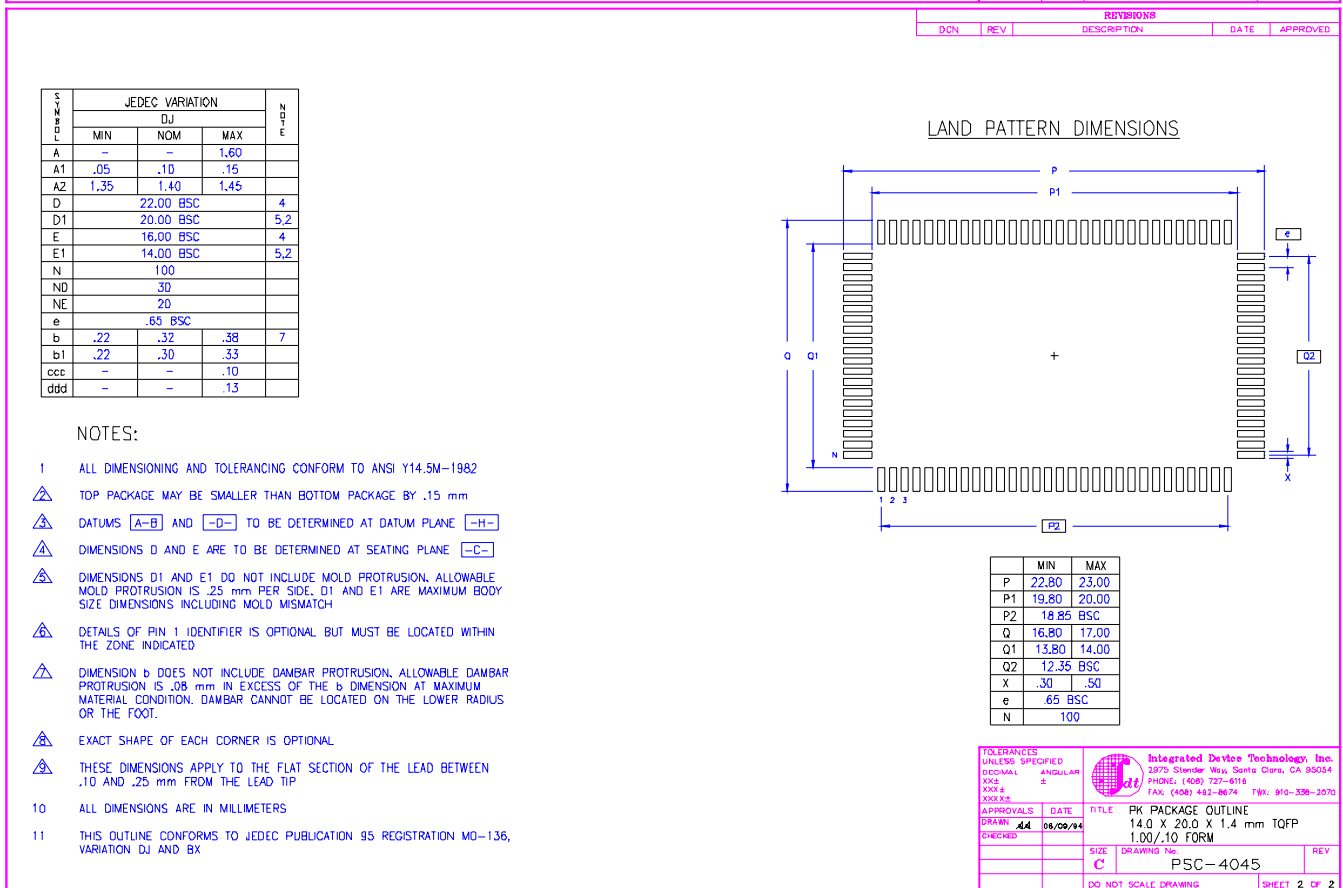 REVISIONS
DCN REV DESCRIPTION DATE APPROVED
SYMBOL JEDEC VARIATION NOTE
DJ
MIN NOM MAX
A – – 1.60
A1 .05 .10 .15
A2 1.35 1.40 1.45
D 22.00 BSC 4
D1 20.00 BSC 5,2
E 16.00 BSC 4
E1 14.00 BSC 5,2
N 100
ND 30
NE 20
e .65 BSC
b .22 .32 .38 7
b1 .22 .30 .33
ccc – – .10
ddd – – .13
NOTES:
1 ALL DIMENSIONING AND TOLERANCING CONFORM TO ANSI Y14.5M–1982
2 TOP PACKAGE MAY BE SMALLER THAN BOTTOM PACKAGE BY .15 mm
3 DATUMS A–B AND –D– TO BE DETERMINED AT DATUM PLANE –H–
4 DIMENSIONS D AND E ARE TO BE DETERMINED AT SEATING PLANE –C–
5 DIMENSIONS D1 AND E1 DO NOT INCLUDE MOLD PROTRUSION. ALLOWABLE
MOLD PROTRUSION IS .25 mm PER SIDE. D1 AND E1 ARE MAXIMUM BODY
SIZE DIMENSIONS INCLUDING MOLD MISMATCH
6 DETAILS OF PIN 1 IDENTIFIER IS OPTIONAL BUT MUST BE LOCATED WITHIN
THE ZONE INDICATED
7 DIMENSION b DOES NOT INCLUDE DAMBAR PROTRUSION. ALLOWABLE DAMBAR
PROTRUSION IS .08 mm IN EXCESS OF THE b DIMENSION AT MAXIMUM
MATERIAL CONDITION. DAMBAR CANNOT BE LOCATED ON THE LOWER RADIUS
OR THE FOOT.
8 EXACT SHAPE OF EACH CORNER IS OPTIONAL
9 THESE DIMENSIONS APPLY TO THE FLAT SECTION OF THE LEAD BETWEEN
.10 AND .25 mm FROM THE LEAD TIP
10 ALL DIMENSIONS ARE IN MILLIMETERS
11 THIS OUTLINE CONFORMS TO JEDEC PUBLICATION 95 REGISTRATION MO–136,
VARIATION DJ AND BX
LAND PATTERN DIMENSIONS
P
P1
e
Q Q1
Q2
N
X
1 2 3
P2
MIN MAX
P 22.80 23.00
P1 19.80 20.00
P2 18.85 BSC
Q 16.80 17.00
Q1 13.80 14.00
Q2 12.35 BSC
X .30 .50
e .65 BSC
N 100
TOLERANCES
UNLESS SPECIFIED
DECIMAL ANGULAR
XX± ±
XXX±
XXXX±
idt
Integrated Device Technology, Inc.
2975 Stender Way, Santa Clara, CA 95054
PHONE: (408) 727–6116
FAX: (408) 492–8674 TWX: 910–338–2070
APPROVALS DATE
DRAWN 06/09/94
CHECKED
TITLE PK PACKAGE OUTLINE
14.0 X 20.0 X 1.4 mm TQFP
1.00/.10 FORM
SIZE DRAWING No. REV
C PSC–4045
DO NOT SCALE DRAWING SHEET 2 OF 2